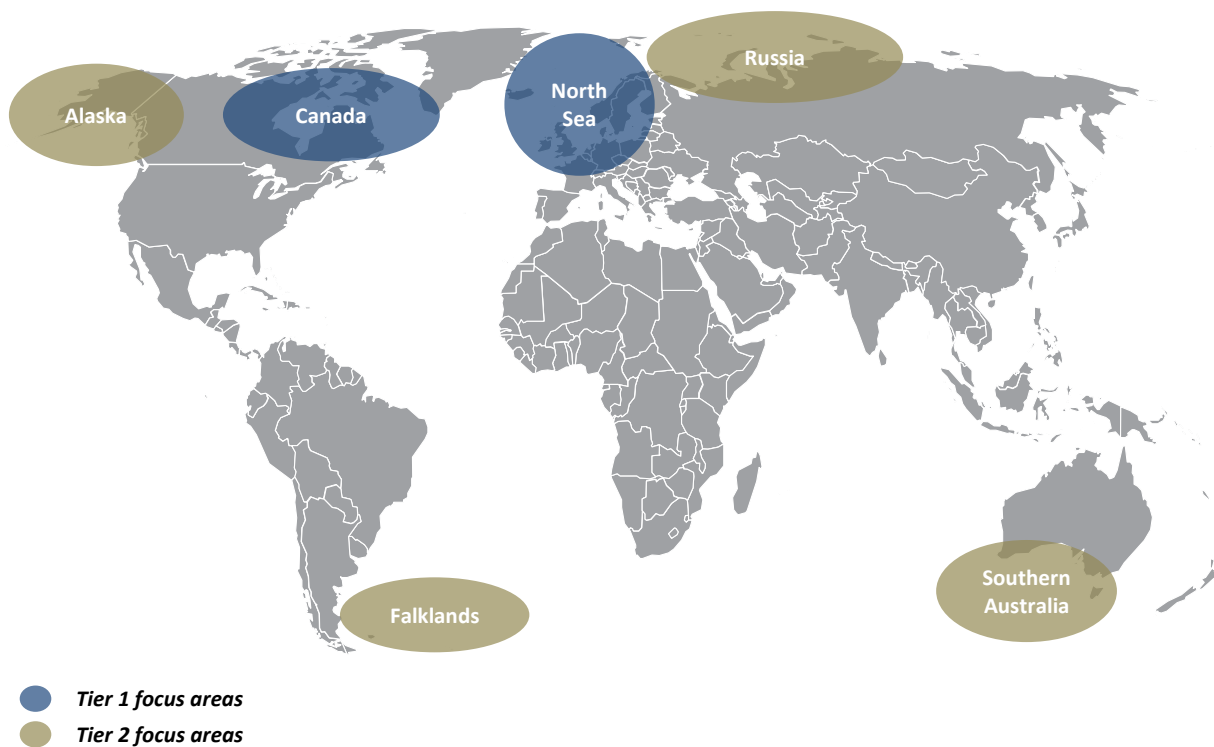 Russia
North
Sea
Alaska
Canada
Southern
Australia
Falklands
Tier 1 focus areas
Tier 2 focus areas